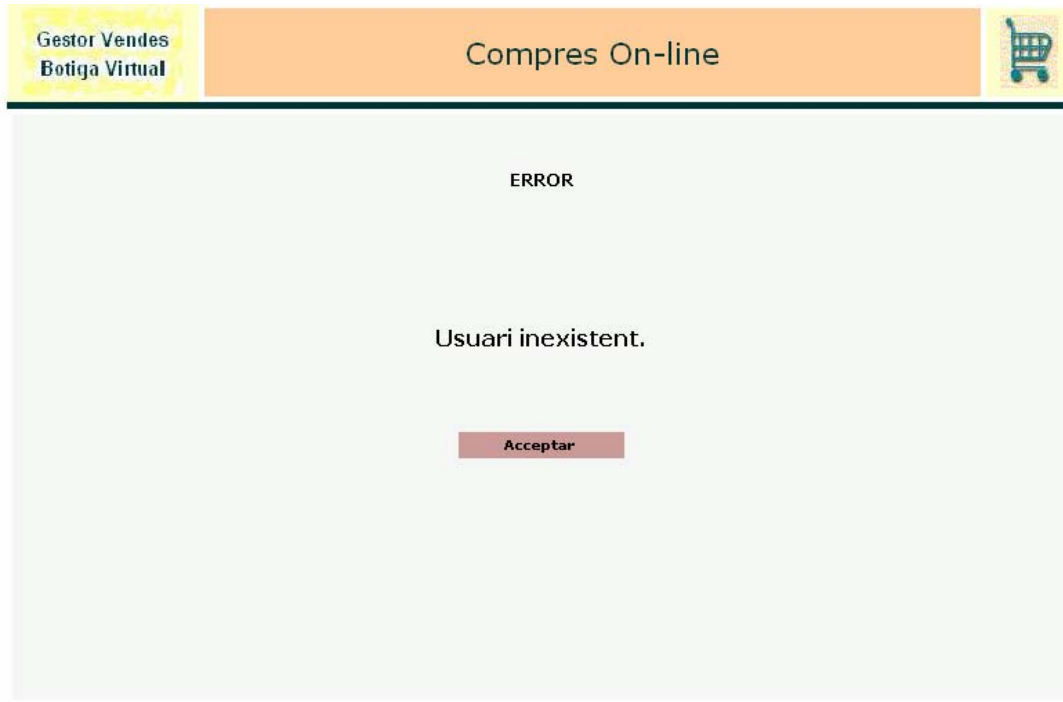 Gestor Vendes
Botiga Virtual
Compres On-line
ERROR
Usuari inexistent.
Acceptar